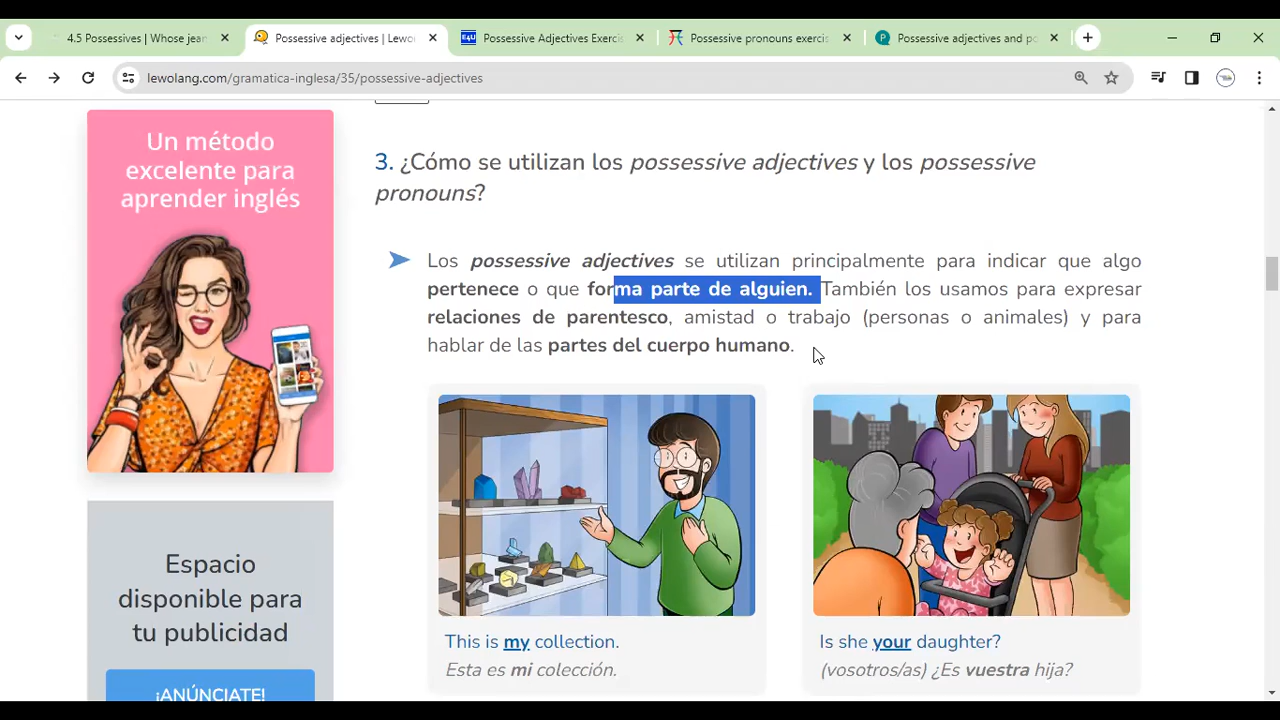 4.5 Possessives | Whose jean
Possessive adjectives | Lewo
Possessive Adjectives Exercis
Possessive pronouns exercis
Possessive adjectives and po
lewolang.com/gramatica-inglesa/35/possessive-adjectives
Un método
excelente para
aprender inglés
Espacio
disponible para
tu publicidad
¡ANÚNCIATE!
3. ¿Cómo se utilizan los possessive adjectives y los possessive
pronouns?
Los possessive adjectives se utilizan principalmente para indicar que algo
pertenece o que forma parte de alguien. También los usamos para expresar
relaciones de parentesco, amistad o trabajo (personas o animales) y para
hablar de las partes del cuerpo humano.
This is my collection.
Esta es mi colección.
Is she your daughter?
(vosotros/as) ¿Es vuestra hija?